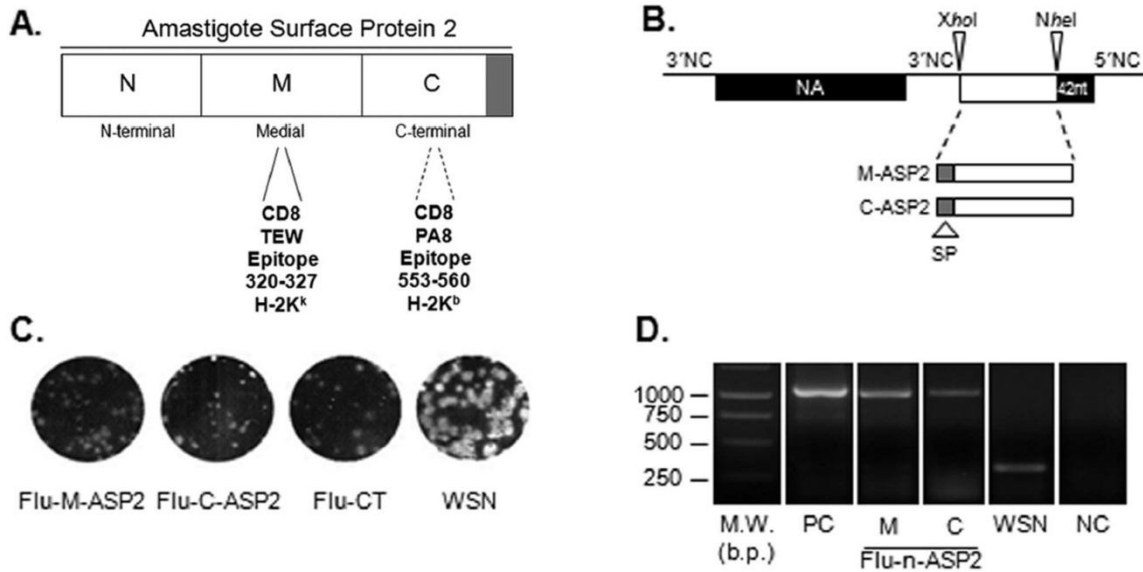 A.
Amastigote Surface Protein 2
N M C
N-terminal Medial C-terminal
CD8 CD8
TEW PA8
Epitope Epitope
320-327 553-560
H-2Kᵏ H-2Kᵇ
B.
XhoI NheI
3´NC 3´NC 5´NC
NA 42nt
M-ASP2
C-ASP2
SP
C.
Flu-M-ASP2 Flu-C-ASP2 Flu-CT WSN
D.
1000
750
500
250
M.W. PC M C WSN NC
(b.p.) Flu-n-ASP2